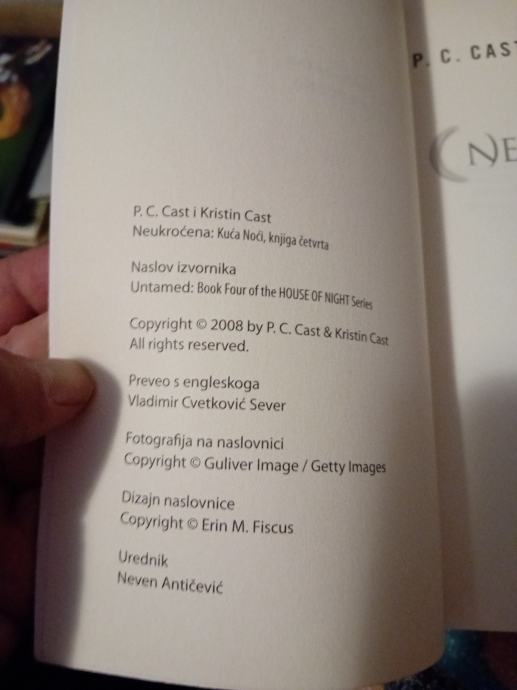 P. C. Cast i Kristin Cast
Neukroćena: Kuća Noći, knjiga četvrta
Naslov izvornika
Untamed: Book Four of the HOUSE OF NIGHT Series
Copyright © 2008 by P. C. Cast & Kristin Cast
All rights reserved.
Preveo s engleskoga
Vladimir Cvetković Sever
Fotografija na naslovnici
Copyright © Guliver Image / Getty Images
Dizajn naslovnice
Copyright © Erin M. Fiscus
Urednik
Neven Antičević
P. C. CAST
NE